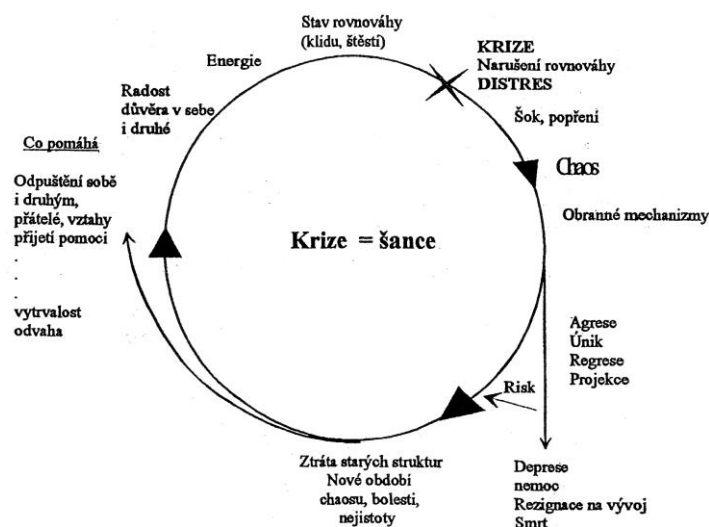 Stav rovnováhy
(klidu, štěstí)
KRIZE
Narušení rovnováhy
DISTRES
Šok, popření
Chaos
Obranné mechanizmy
Agrese
Únik
Regrese
Projekce
Risk
Deprese
nemoc
Rezignace na vývoj
Smrt
Ztráta starých struktur
Nové období
chaosu, bolesti,
nejistoty
Krize = šance
Co pomáhá
Odpuštění sobě
i druhým,
přátelé, vztahy
přijetí pomoci
.
.
.
vytrvalost
odvaha
Radost
důvěra v sebe
i druhé
Energie